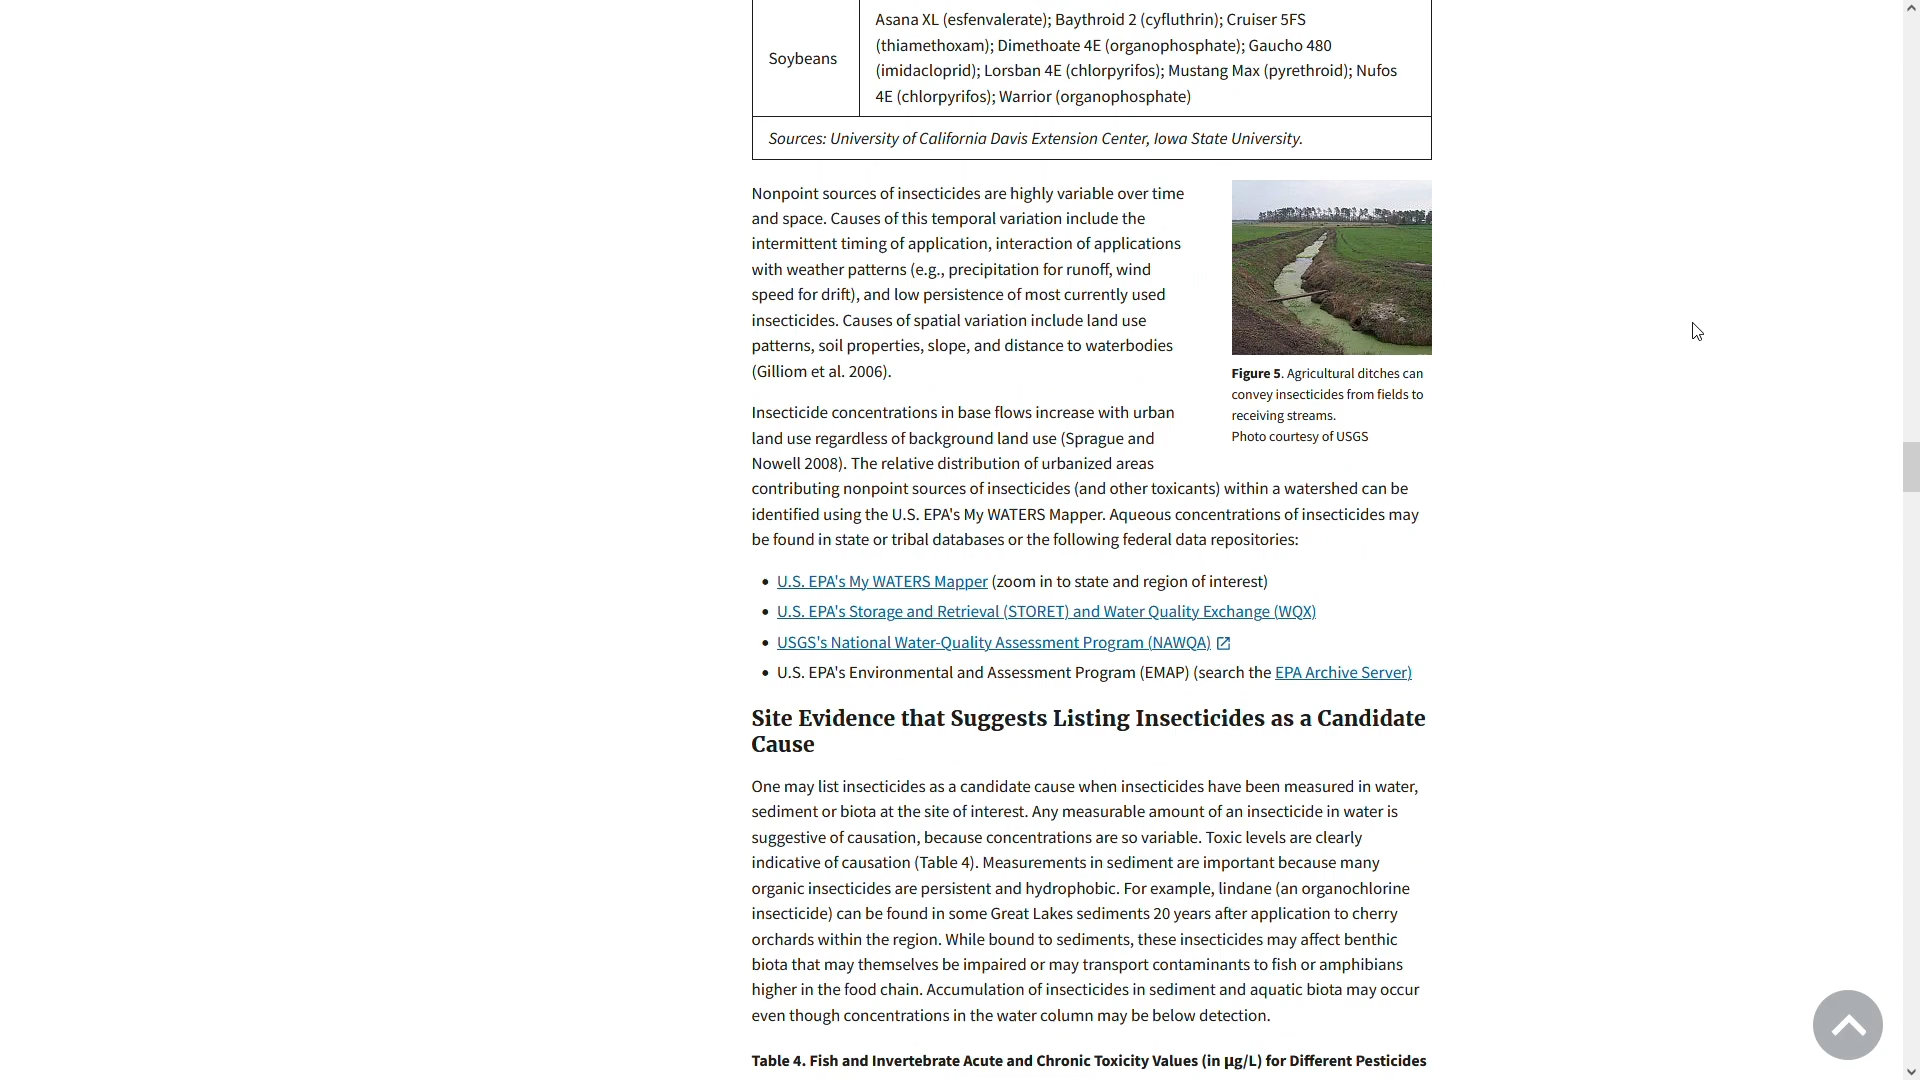 Asana XL (esfenvalerate); Baythroid 2 (cyfluthrin); Cruiser 5FS
(thiamethoxam); Dimethoate 4E (organophosphate); Gaucho 480
Soybeans
(imidacloprid); Lorsban 4E (chlorpyrifos); Mustang Max (pyrethroid); Nufos
4E (chlorpyrifos); Warrior (organophosphate)
Sources: University of California Davis Extension Center, Iowa State University.
Nonpoint sources of insecticides are highly variable over time
and space. Causes of this temporal variation include the
intermittent timing of application, interaction of applications
with weather patterns (e.g., precipitation for runoff, wind
speed for drift), and low persistence of most currently used
insecticides. Causes of spatial variation include land use
patterns, soil properties, slope, and distance to waterbodies
(Gilliom et al. 2006).
Figure 5. Agricultural ditches can
convey insecticides from fields to
receiving streams.
Photo courtesy of USGS
Insecticide concentrations in base flows increase with urban
land use regardless of background land use (Sprague and
Nowell 2008). The relative distribution of urbanized areas
contributing nonpoint sources of insecticides (and other toxicants) within a watershed can be
identified using the U.S. EPA's My WATERS Mapper. Aqueous concentrations of insecticides may
be found in state or tribal databases or the following federal data repositories:
• U.S. EPA's My WATERS Mapper (zoom in to state and region of interest)
• U.S. EPA's Storage and Retrieval (STORET) and Water Quality Exchange (WQX)
• USGS's National Water-Quality Assessment Program (NAWQA)
• U.S. EPA's Environmental and Assessment Program (EMAP) (search the EPA Archive Server)
Site Evidence that Suggests Listing Insecticides as a Candidate
Cause
One may list insecticides as a candidate cause when insecticides have been measured in water,
sediment or biota at the site of interest. Any measurable amount of an insecticide in water is
suggestive of causation, because concentrations are so variable. Toxic levels are clearly
indicative of causation (Table 4). Measurements in sediment are important because many
organic insecticides are persistent and hydrophobic. For example, lindane (an organochlorine
insecticide) can be found in some Great Lakes sediments 20 years after application to cherry
orchards within the region. While bound to sediments, these insecticides may affect benthic
biota that may themselves be impaired or may transport contaminants to fish or amphibians
higher in the food chain. Accumulation of insecticides in sediment and aquatic biota may occur
even though concentrations in the water column may be below detection.
Table 4. Fish and Invertebrate Acute and Chronic Toxicity Values (in µg/L) for Different Pesticides